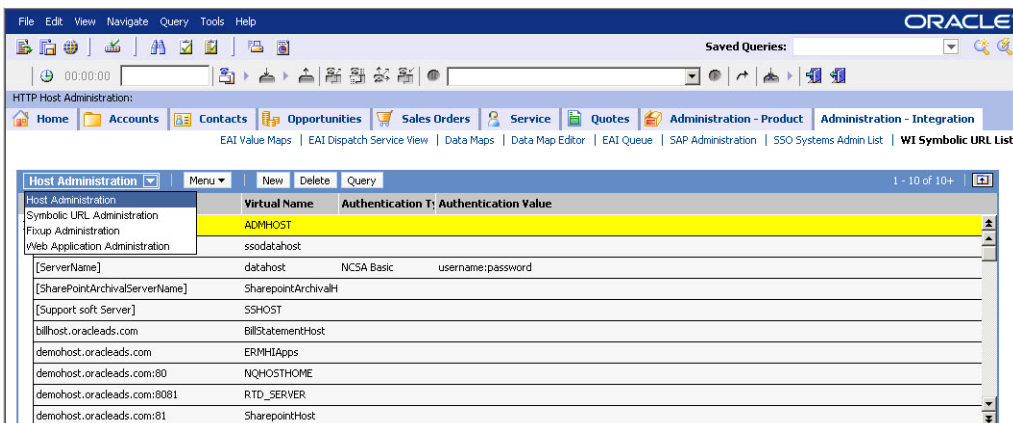 File Edit View Navigate Query Tools Help ORACLE
Saved Queries:
00:00:00
HTTP Host Administration:
Home Accounts Contacts Opportunities Sales Orders Service Quotes Administration - Product Administration - Integration
EAI Value Maps | EAI Dispatch Service View | Data Maps | Data Map Editor | EAI Queue | SAP Administration | SSO Systems Admin List | WI Symbolic URL List
Host Administration Menu New Delete Query 1 - 10 of 10+
Host Administration
Symbolic URL Administration
Fixup Administration
Web Application Administration
Virtual Name Authentication Ty Authentication Value
ADMHOST
ssodatahost
[ServerName] datahost NCSA Basic username:password
[SharePointArchivalServerName] SharepointArchivalH
[Support soft Server] SSHOST
billhost.oracleads.com BillStatementHost
demohost.oracleads.com ERMHIApps
demohost.oracleads.com:80 NQHOSTHOME
demohost.oracleads.com:8081 RTD_SERVER
demohost.oracleads.com:81 SharepointHost